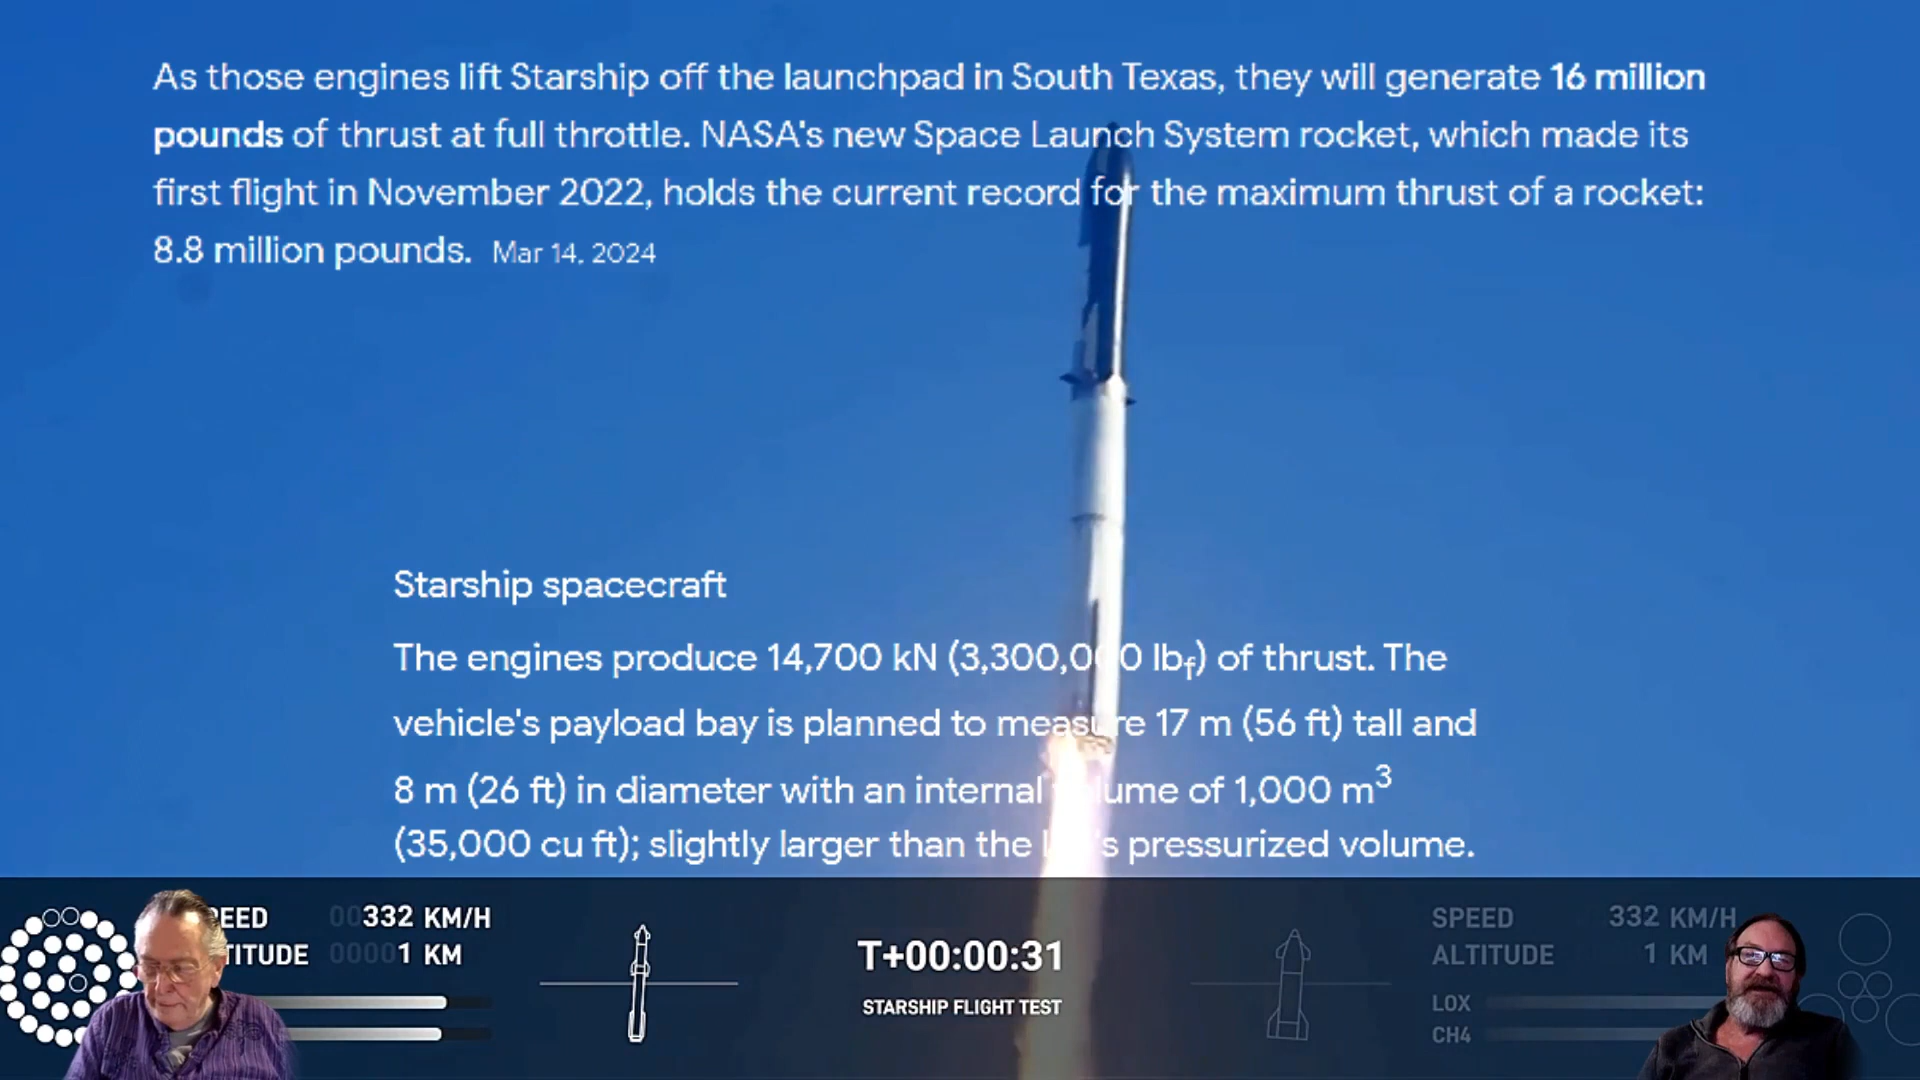 As those engines lift Starship off the launchpad in South Texas, they will generate 16 million
pounds of thrust at full throttle. NASA's new Space Launch System rocket, which made its
first flight in November 2022, holds the current record for the maximum thrust of a rocket:
8.8 million pounds. Mar 14, 2024
Starship spacecraft
The engines produce 14,700 kN (3,300,000 lbf) of thrust. The
vehicle's payload bay is planned to measure 17 m (56 ft) tall and
8 m (26 ft) in diameter with an internal volume of 1,000 m³
(35,000 cu ft); slightly larger than the pressurized volume.
PEED 00332 KM/H
TITUDE 00001 KM
T+00:00:31
STARSHIP FLIGHT TEST
SPEED 332 KM/H
ALTITUDE 1 KM
LOX
CH4